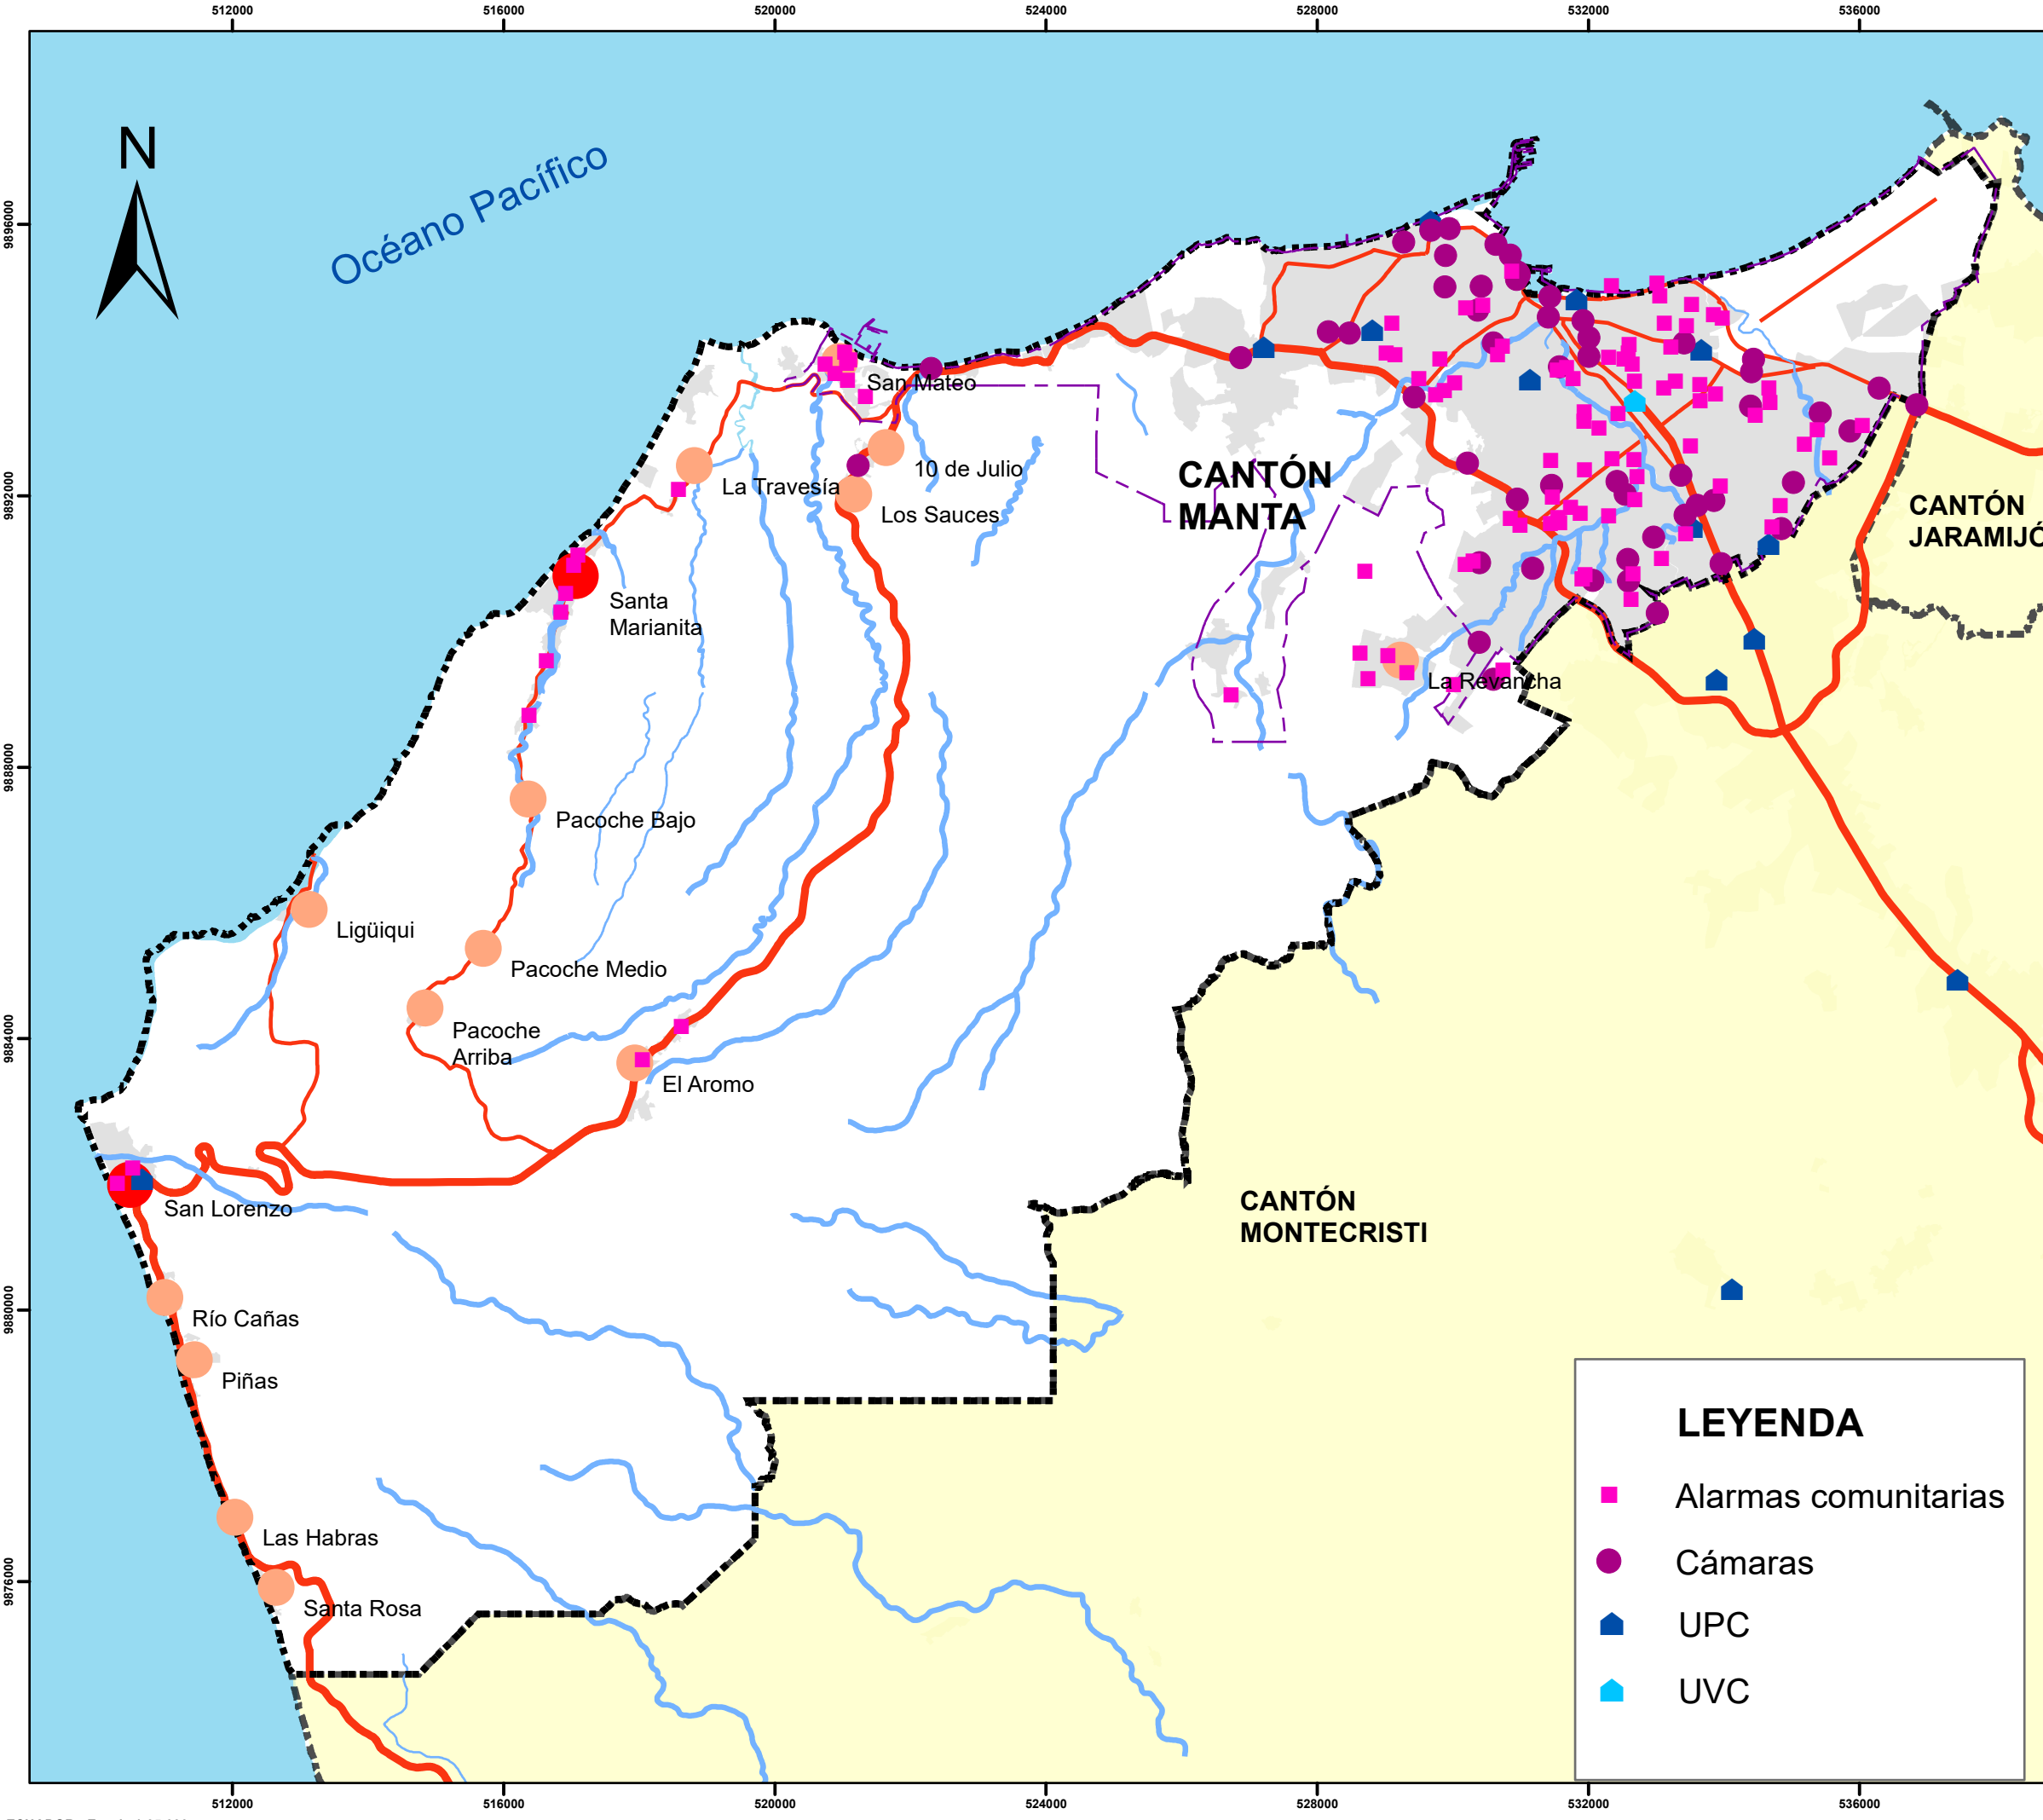 512000 516000 520000 524000 528000 532000 536000
N
Océano Pacífico
9896000
San Mateo
10 de Julio
La Travesía
Los Sauces
CANTÓN
MANTA
9892000
CANTÓN
JARAMIJÓ
Santa
Marianita
La Revancha
9888000
Pacoche Bajo
Ligüiqui
Pacoche Medio
9884000
Pacoche
Arriba
El Aromo
San Lorenzo
CANTÓN
MONTECRISTI
9880000
Río Cañas
Piñas
LEYENDA
Alarmas comunitarias
Cámaras
UPC
UVC
Las Habras
9876000
Santa Rosa
512000 516000 520000 524000 528000 532000 536000